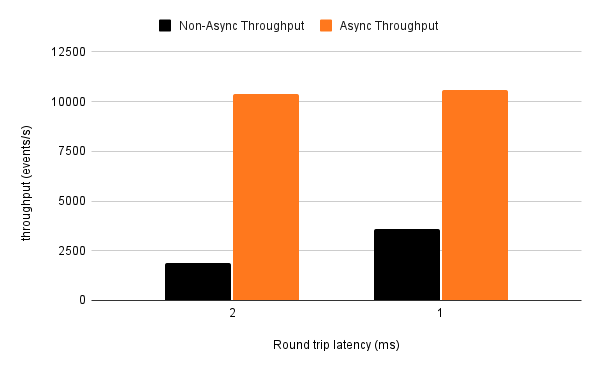 Non-Async Throughput
Async Throughput
throughput (events/s)
12500
10000
7500
5000
2500
0
2
1
Round trip latency (ms)